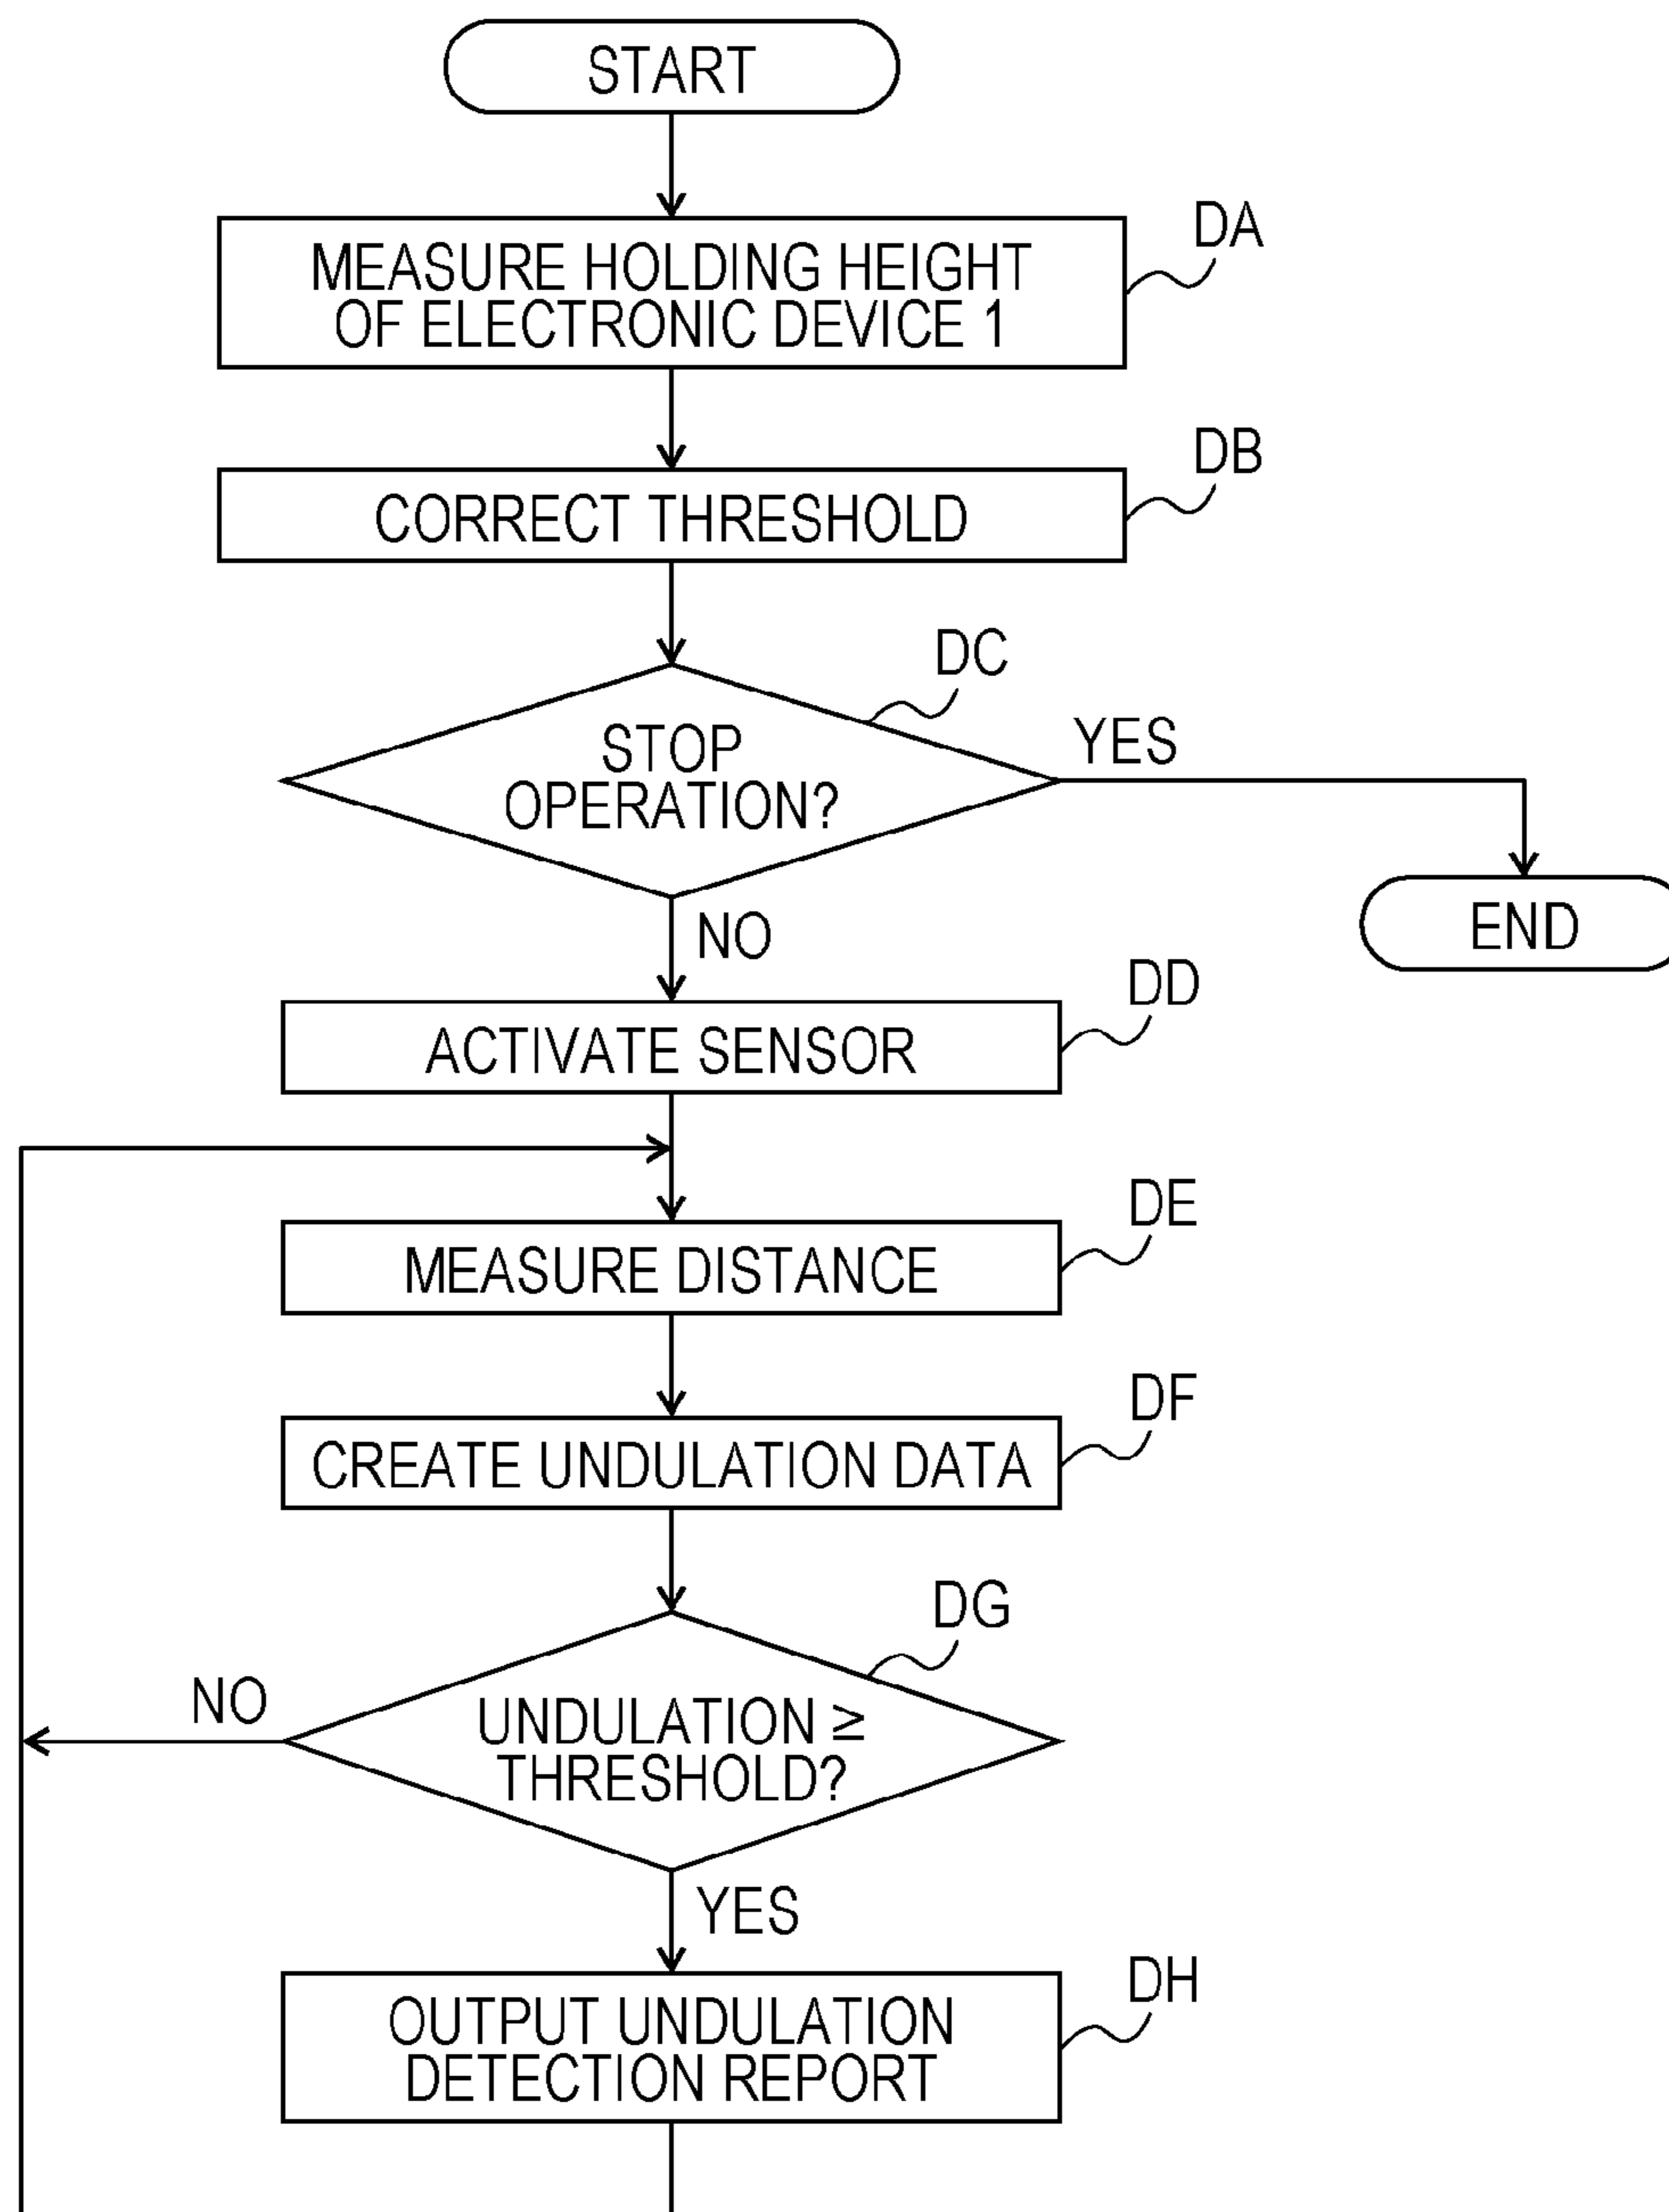 START
MEASURE HOLDING HEIGHT
OF ELECTRONIC DEVICE 1
DA
CORRECT THRESHOLD
DB
STOP
OPERATION?
DC
YES
END
NO
ACTIVATE SENSOR
DD
MEASURE DISTANCE
DE
CREATE UNDULATION DATA
DF
UNDULATION ≥
THRESHOLD?
DG
NO
YES
OUTPUT UNDULATION
DETECTION REPORT
DH